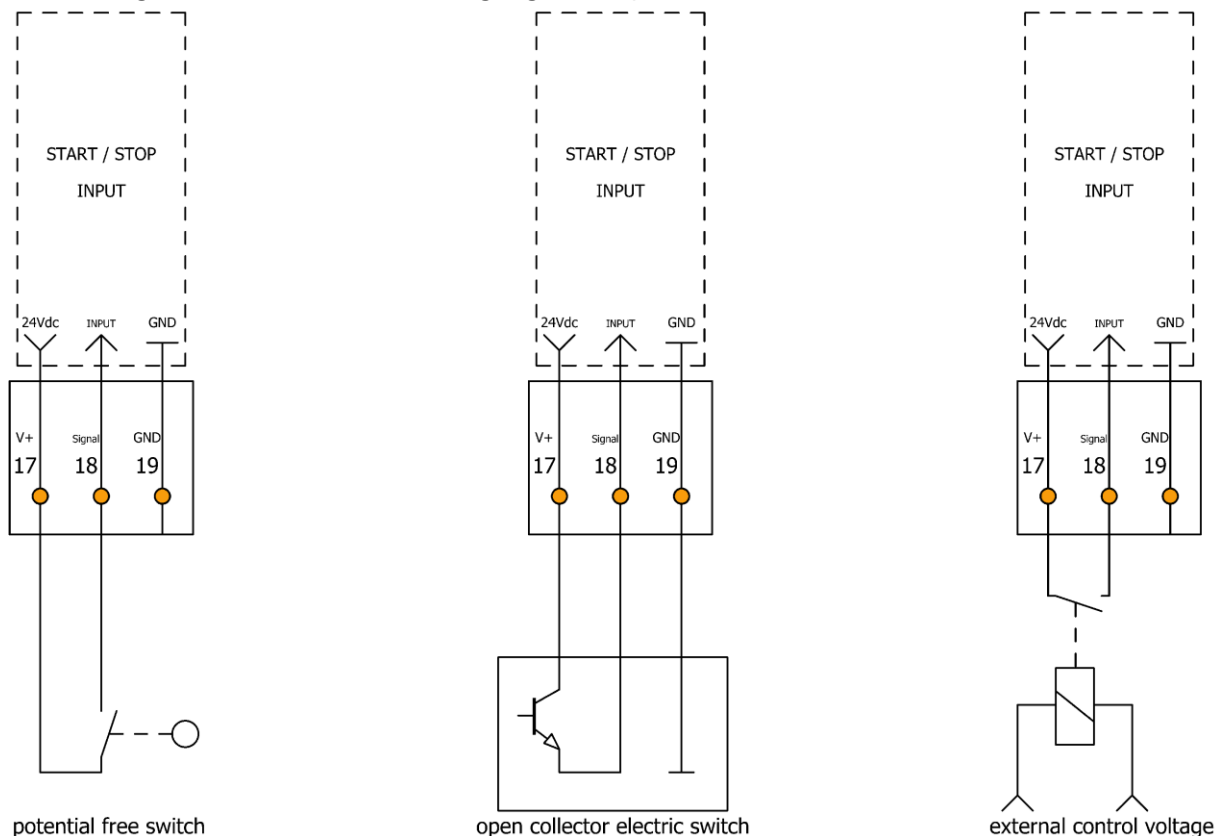 START / STOP
INPUT
24Vdc INPUT GND
V+ Signal GND
17 18 19
potential free switch
START / STOP
INPUT
24Vdc INPUT GND
V+ Signal GND
17 18 19
open collector electric switch
START / STOP
INPUT
24Vdc INPUT GND
V+ Signal GND
17 18 19
external control voltage